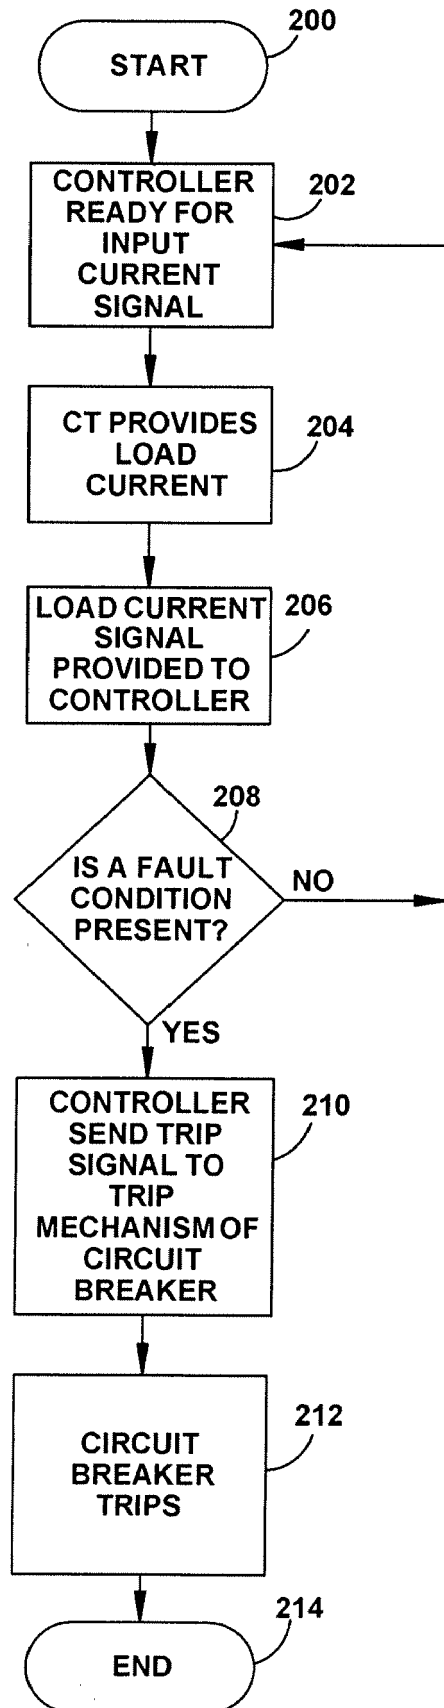 200
START
CONTROLLER
READY FOR
INPUT
CURRENT
SIGNAL
202
CT PROVIDES
LOAD
CURRENT
204
LOAD CURRENT
SIGNAL
PROVIDED TO
CONTROLLER
206
208
IS A FAULT
CONDITION
PRESENT?
NO
YES
CONTROLLER
SEND TRIP
SIGNAL TO
TRIP
MECHANISM OF
CIRCUIT
BREAKER
210
CIRCUIT
BREAKER
TRIPS
212
214
END